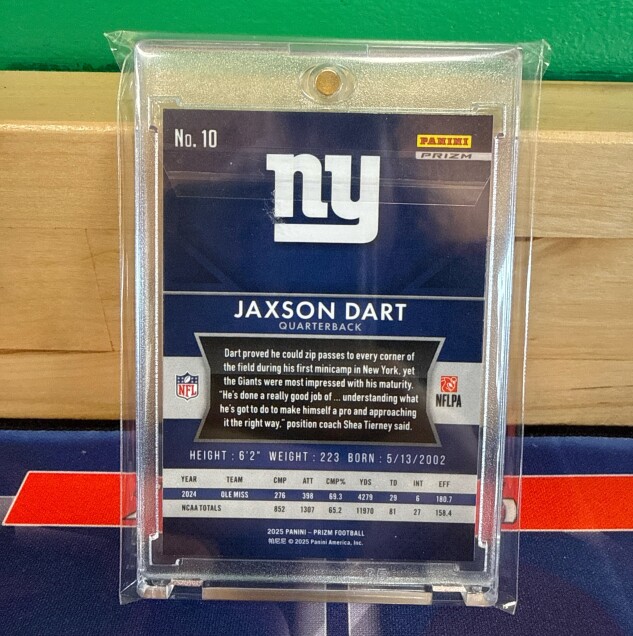 No. 10
PANINI
PRIZM
ny
JAXSON DART
QUARTERBACK
Dart proved he could zip passes to every corner of
the field during his first minicamp in New York, yet
the Giants were most impressed with his maturity.
"He's done a really good job of ... understanding what
he's got to do to make himself a pro and approaching
it the right way," position coach Shea Tierney said.
NFL
NFLPA
HEIGHT : 6'2" WEIGHT : 223 BORN : 5/13/2002
YEAR TEAM CMP ATT CMP% YDS TD INT EFF
2024 OLE MISS 276 398 69.3 4279 29 6 180.7
NCAA TOTALS 852 1307 65.2 11970 81 27 158.4
2025 PANINI - PRIZM FOOTBALL
帕尼尼 © 2025 Panini America, Inc.